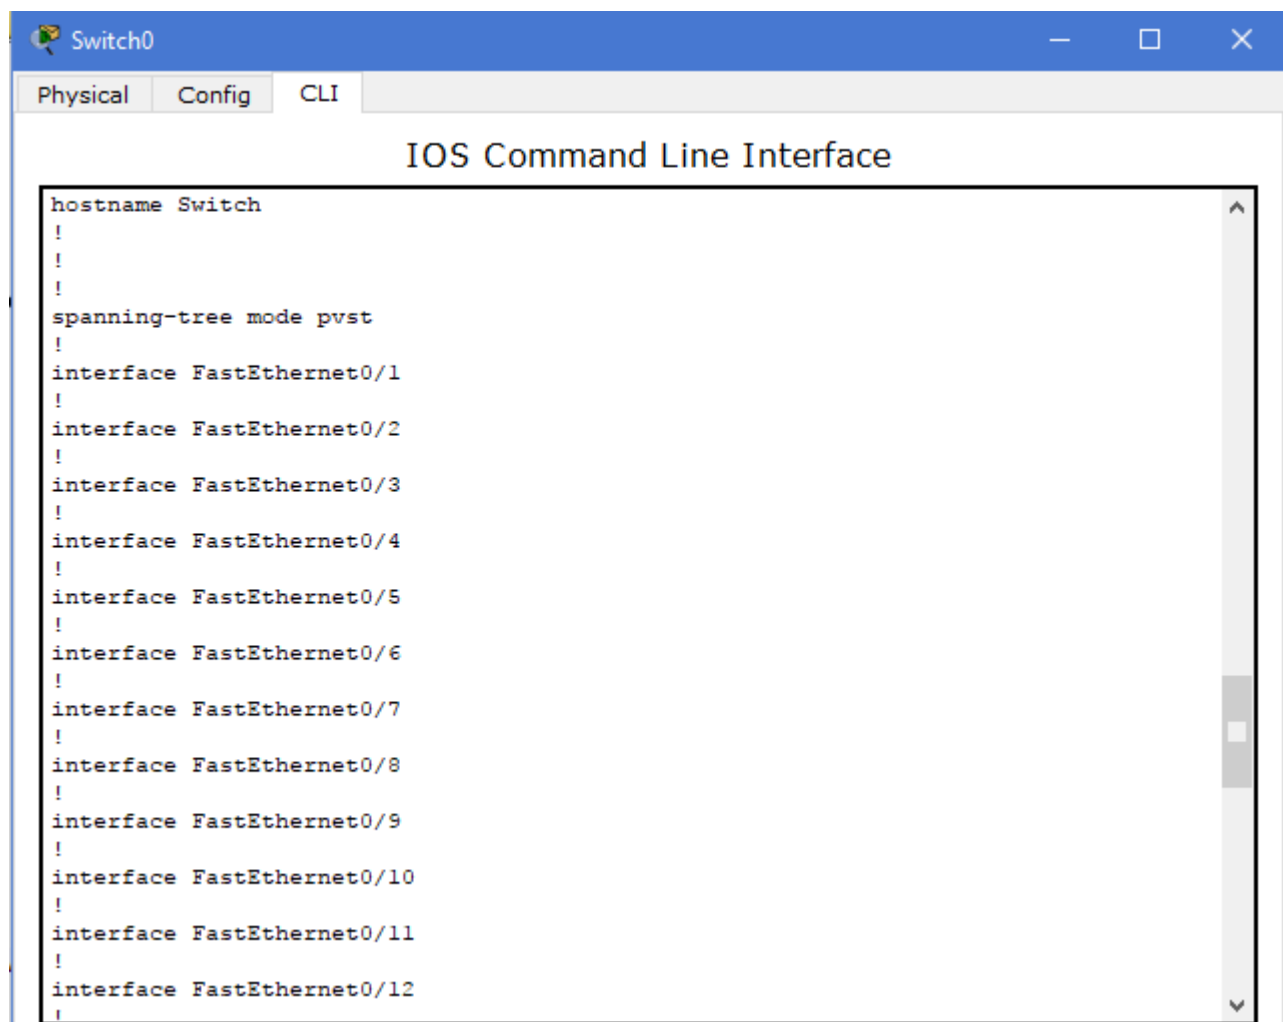 Switch0
Physical Config CLI
IOS Command Line Interface
hostname Switch
!
!
!
spanning-tree mode pvst
!
interface FastEthernet0/1
!
interface FastEthernet0/2
!
interface FastEthernet0/3
!
interface FastEthernet0/4
!
interface FastEthernet0/5
!
interface FastEthernet0/6
!
interface FastEthernet0/7
!
interface FastEthernet0/8
!
interface FastEthernet0/9
!
interface FastEthernet0/10
!
interface FastEthernet0/11
!
interface FastEthernet0/12
!